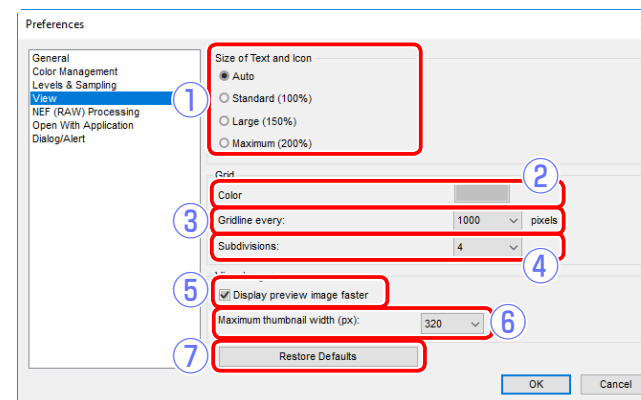 Preferences
General
Color Management
Levels & Sampling
View
NEF (RAW) Processing
Open With Application
Dialog/Alert
①
Size of Text and Icon
Auto
Standard (100%)
Large (150%)
Maximum (200%)
Grid
②
Color
③
Gridline every: 1000 pixels
Subdivisions: 4
④
⑤
Display preview image faster
Maximum thumbnail width (px): 320
⑥
⑦
Restore Defaults
OK Cancel